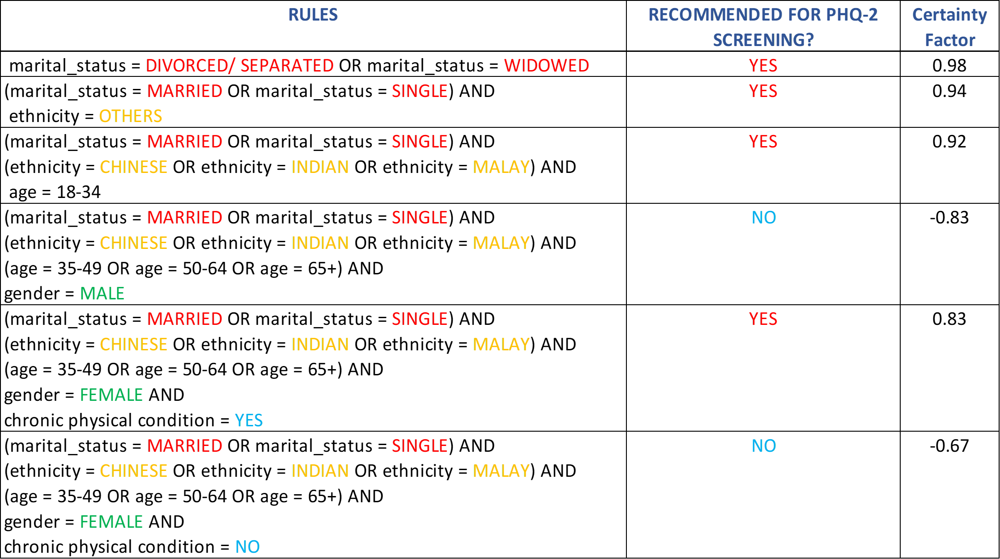 RULES
RECOMMENDED FOR PHQ-2
SCREENING?
Certainty
Factor
marital_status = DIVORCED/ SEPARATED OR marital_status = WIDOWED
YES
0.98
(marital_status = MARRIED OR marital_status = SINGLE) AND
ethnicity = OTHERS
YES
0.94
(marital_status = MARRIED OR marital_status = SINGLE) AND
(ethnicity = CHINESE OR ethnicity = INDIAN OR ethnicity = MALAY) AND
age = 18-34
YES
0.92
(marital_status = MARRIED OR marital_status = SINGLE) AND
(ethnicity = CHINESE OR ethnicity = INDIAN OR ethnicity = MALAY) AND
(age = 35-49 OR age = 50-64 OR age = 65+) AND
gender = MALE
NO
-0.83
(marital_status = MARRIED OR marital_status = SINGLE) AND
(ethnicity = CHINESE OR ethnicity = INDIAN OR ethnicity = MALAY) AND
(age = 35-49 OR age = 50-64 OR age = 65+) AND
gender = FEMALE AND
chronic physical condition = YES
YES
0.83
(marital_status = MARRIED OR marital_status = SINGLE) AND
(ethnicity = CHINESE OR ethnicity = INDIAN OR ethnicity = MALAY) AND
(age = 35-49 OR age = 50-64 OR age = 65+) AND
gender = FEMALE AND
chronic physical condition = NO
NO
-0.67